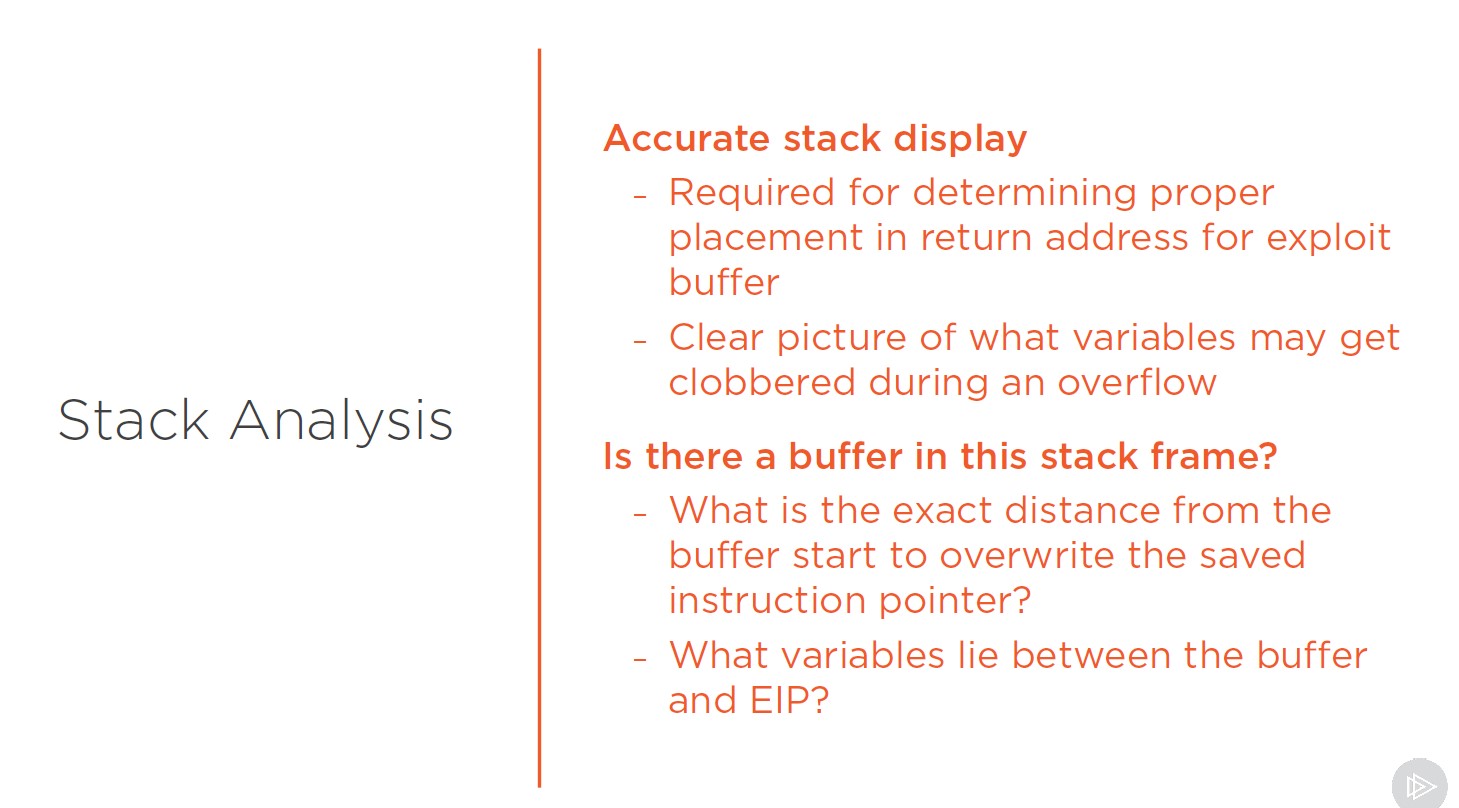 Stack Analysis
Accurate stack display
- Required for determining proper
placement in return address for exploit
buffer
- Clear picture of what variables may get
clobbered during an overflow
Is there a buffer in this stack frame?
- What is the exact distance from the
buffer start to overwrite the saved
instruction pointer?
- What variables lie between the buffer
and EIP?